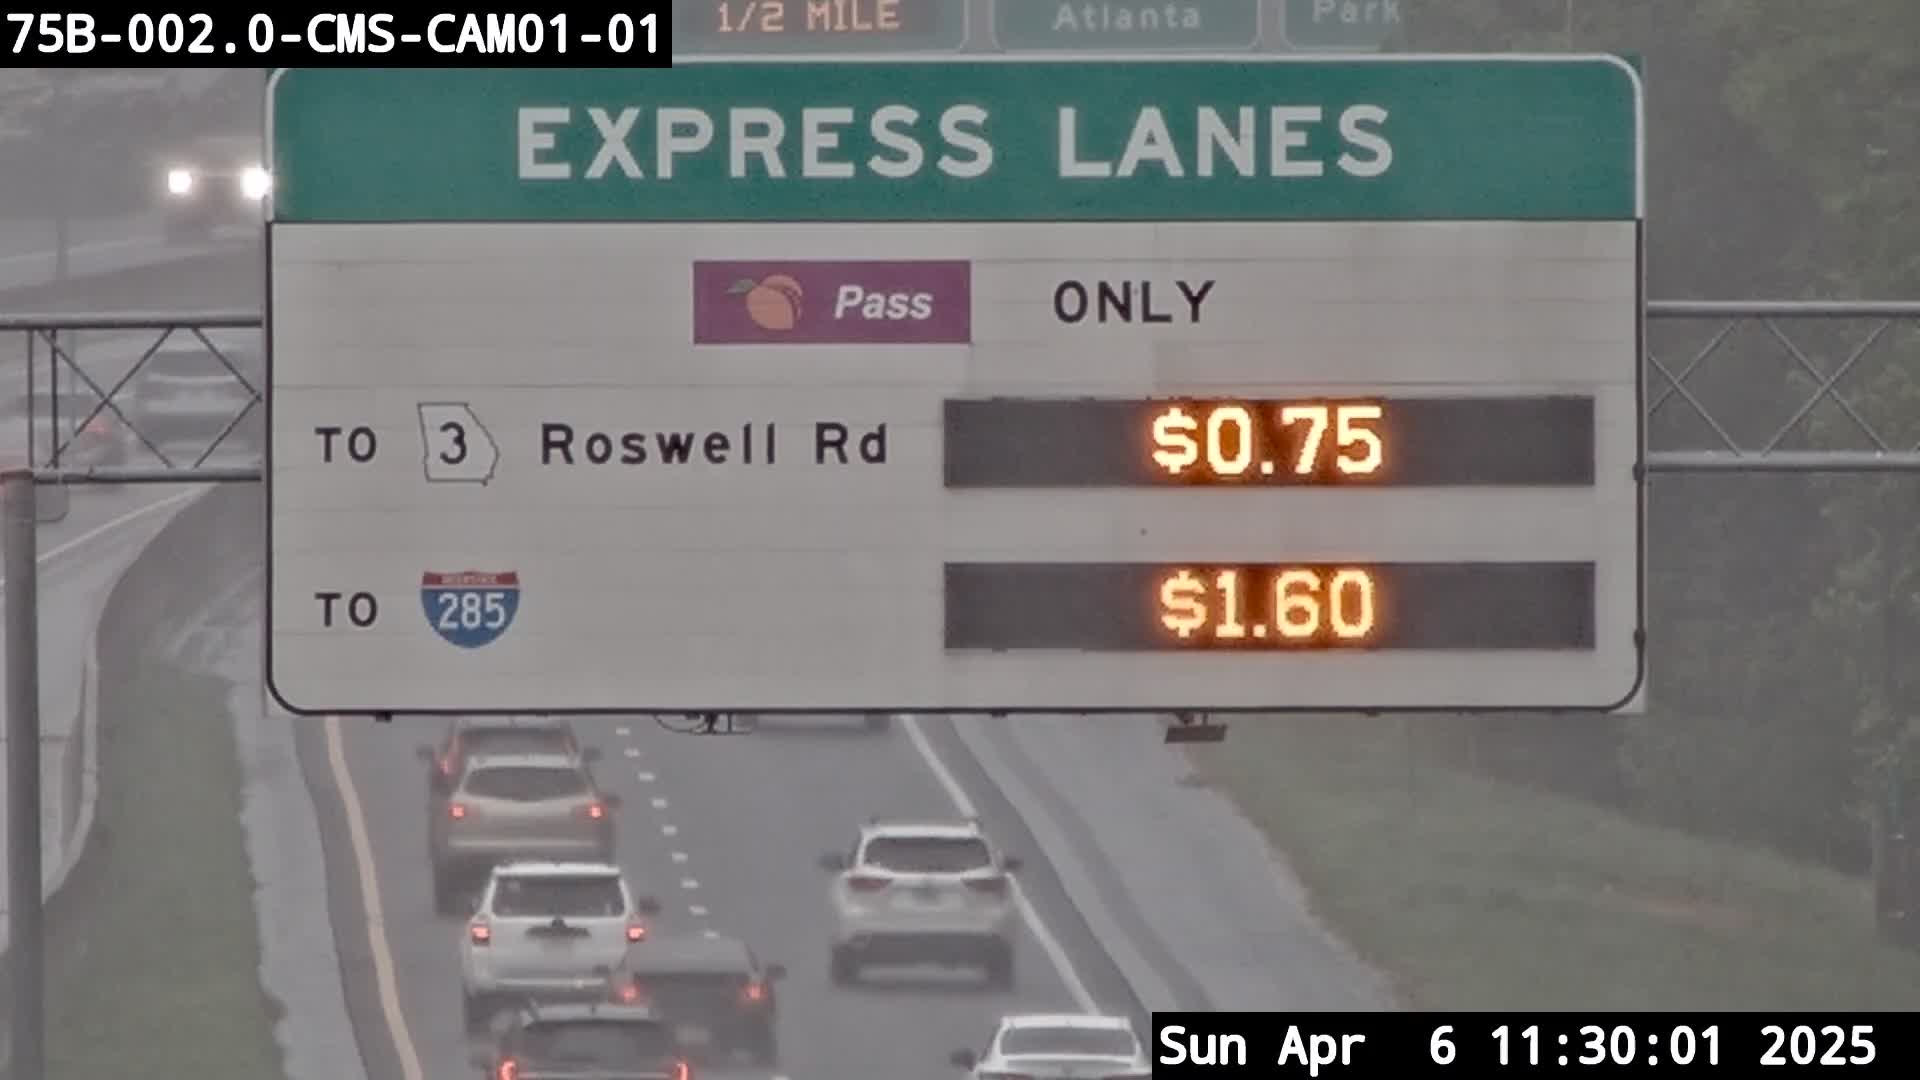 75B-002.0-CMS-CAM01-01
1/2 MILE
Atlanta
Park
EXPRESS LANES
Pass ONLY
TO 3 Roswell Rd $0.75
TO 285 $1.60
Sun Apr 6 11:30:01 2025